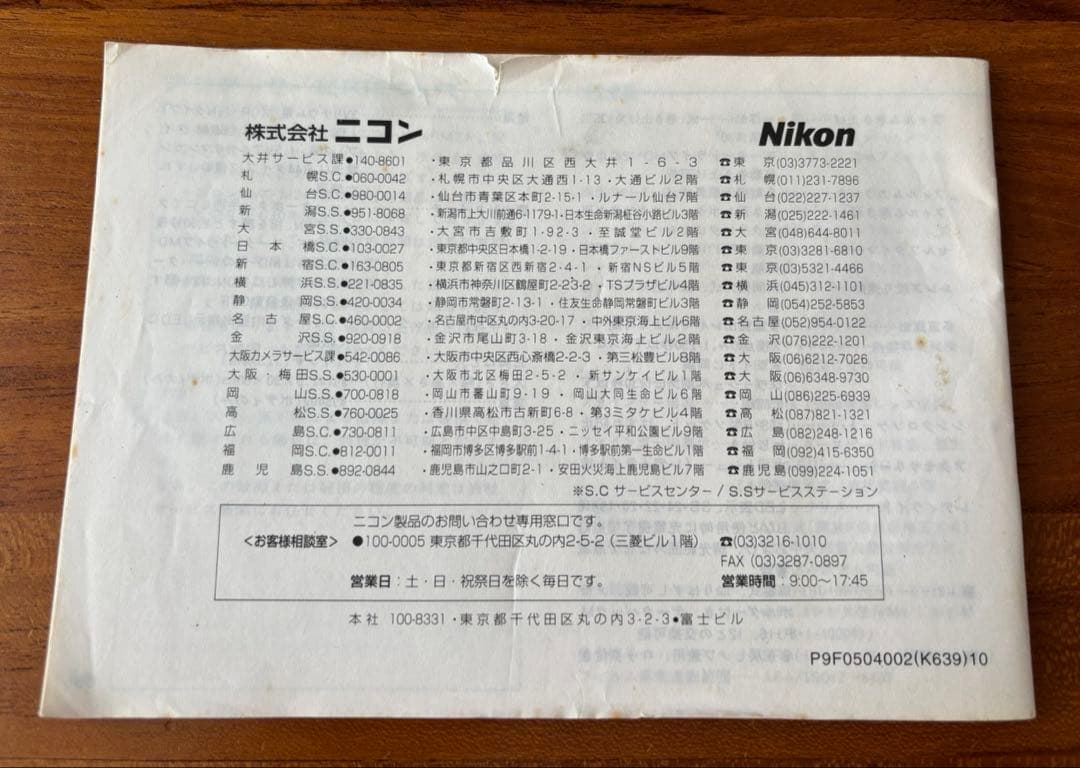 株式会社 ニコン Nikon
大井サービス課●140-8601 ・東京都品川区西大井1-6-3 ☎東京(03)3773-2221
札幌S.C.●060-0042 ・札幌市中央区大通西1-13・大通ビル2階 ☎札幌(011)231-7896
仙台S.C.●980-0014 ・仙台市青葉区本町2-15-1・ルナール仙台7階 ☎仙台(022)227-1237
新潟S.S.●951-8068 ・新潟市上大川前通6-1179-1・日本生命新潟柾谷小路ビル3階 ☎新潟(025)222-1461
大宮S.S.●330-0843 ・大宮市吉敷町1-92-3・至誠堂ビル2階 ☎大宮(048)644-8011
日本橋S.C.●103-0027 ・東京都中央区日本橋1-2-19・日本橋ファーストビル9階 ☎東京(03)3281-6810
新宿S.C.●163-0805 ・東京都新宿区西新宿2-4-1・新宿NSビル5階 ☎東京(03)5321-4466
横浜S.S.●221-0835 ・横浜市神奈川区鶴屋町2-23-2・TSプラザビル4階 ☎横浜(045)312-1101
静岡S.S.●420-0034 ・静岡市常磐町2-13-1・住友生命静岡常磐町ビル3階 ☎静岡(054)252-5853
名古屋S.C.●460-0002 ・名古屋市中区丸の内3-20-17・中外東京海上ビル6階 ☎名古屋(052)954-0122
金沢S.S.●920-0918 ・金沢市尾山町3-18・金沢東京海上ビル2階 ☎金沢(076)222-1201
大阪カメラサービス課●542-0086 ・大阪市中央区西心斎橋2-2-3・第三松豊ビル8階 ☎大阪(06)6212-7026
大阪・梅田S.S.●530-0001 ・大阪市北区梅田2-5-2・新サンケイビル1階 ☎大阪(06)6348-9730
岡山S.S.●700-0818 ・岡山市蕃山町9-19・岡山大同生命ビル6階 ☎岡山(086)225-6939
高松S.S.●760-0025 ・香川県高松市古新町6-8・第3ミタケビル4階 ☎高松(087)821-1321
広島S.C.●730-0811 ・広島市中区中島町3-25・ニッセイ平和公園ビル9階 ☎広島(082)248-1216
福岡S.C.●812-0011 ・福岡市博多区博多駅前1-4-1・博多駅前第一生命ビル1階 ☎福岡(092)415-6350
鹿児島S.S.●892-0844 ・鹿児島市山之口町2-1・安田火災海上鹿児島ビル7階 ☎鹿児島(099)224-1051
※S.C サービスセンター / S.Sサービスステーション
ニコン製品のお問い合わせ専用窓口です。
〈お客様相談室〉 ●100-0005 東京都千代田区丸の内2-5-2(三菱ビル1階) ☎(03)3216-1010
FAX (03)3287-0897
営業日：土・日・祝祭日を除く毎日です。 営業時間：9:00〜17:45
本社 100-8331・東京都千代田区丸の内3-2-3●富士ビル
P9F0504002(K639)10